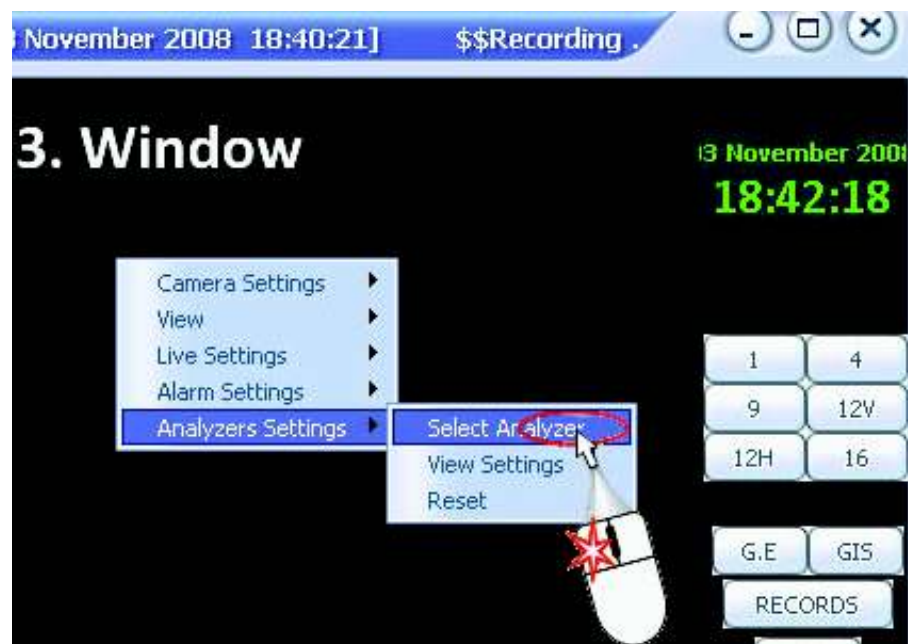 November 2008 18:40:21] $$Recording .
3. Window
3 November 2008
18:42:18
Camera Settings
View
Live Settings
Alarm Settings
Analyzers Settings
Select Analyzer
View Settings
Reset
1 4
9 12V
12H 16
G.E GIS
RECORDS